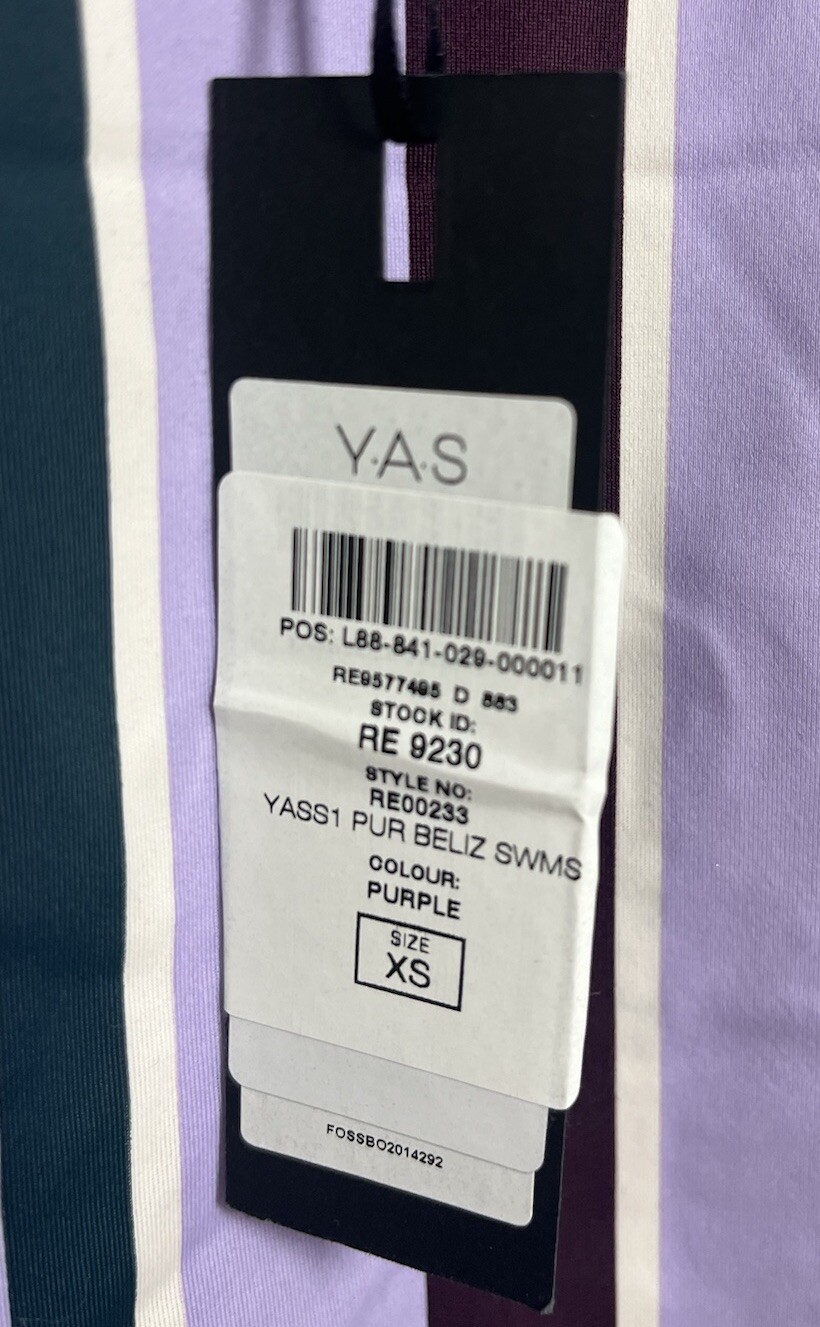 Y.A.S
POS: L88-841-029-000011
RE9577495 D 883
STOCK ID:
RE 9230
STYLE NO:
RE00233
YASS1 PUR BELIZ SWMS
COLOUR:
PURPLE
SIZE
XS
FOSSBO2014292